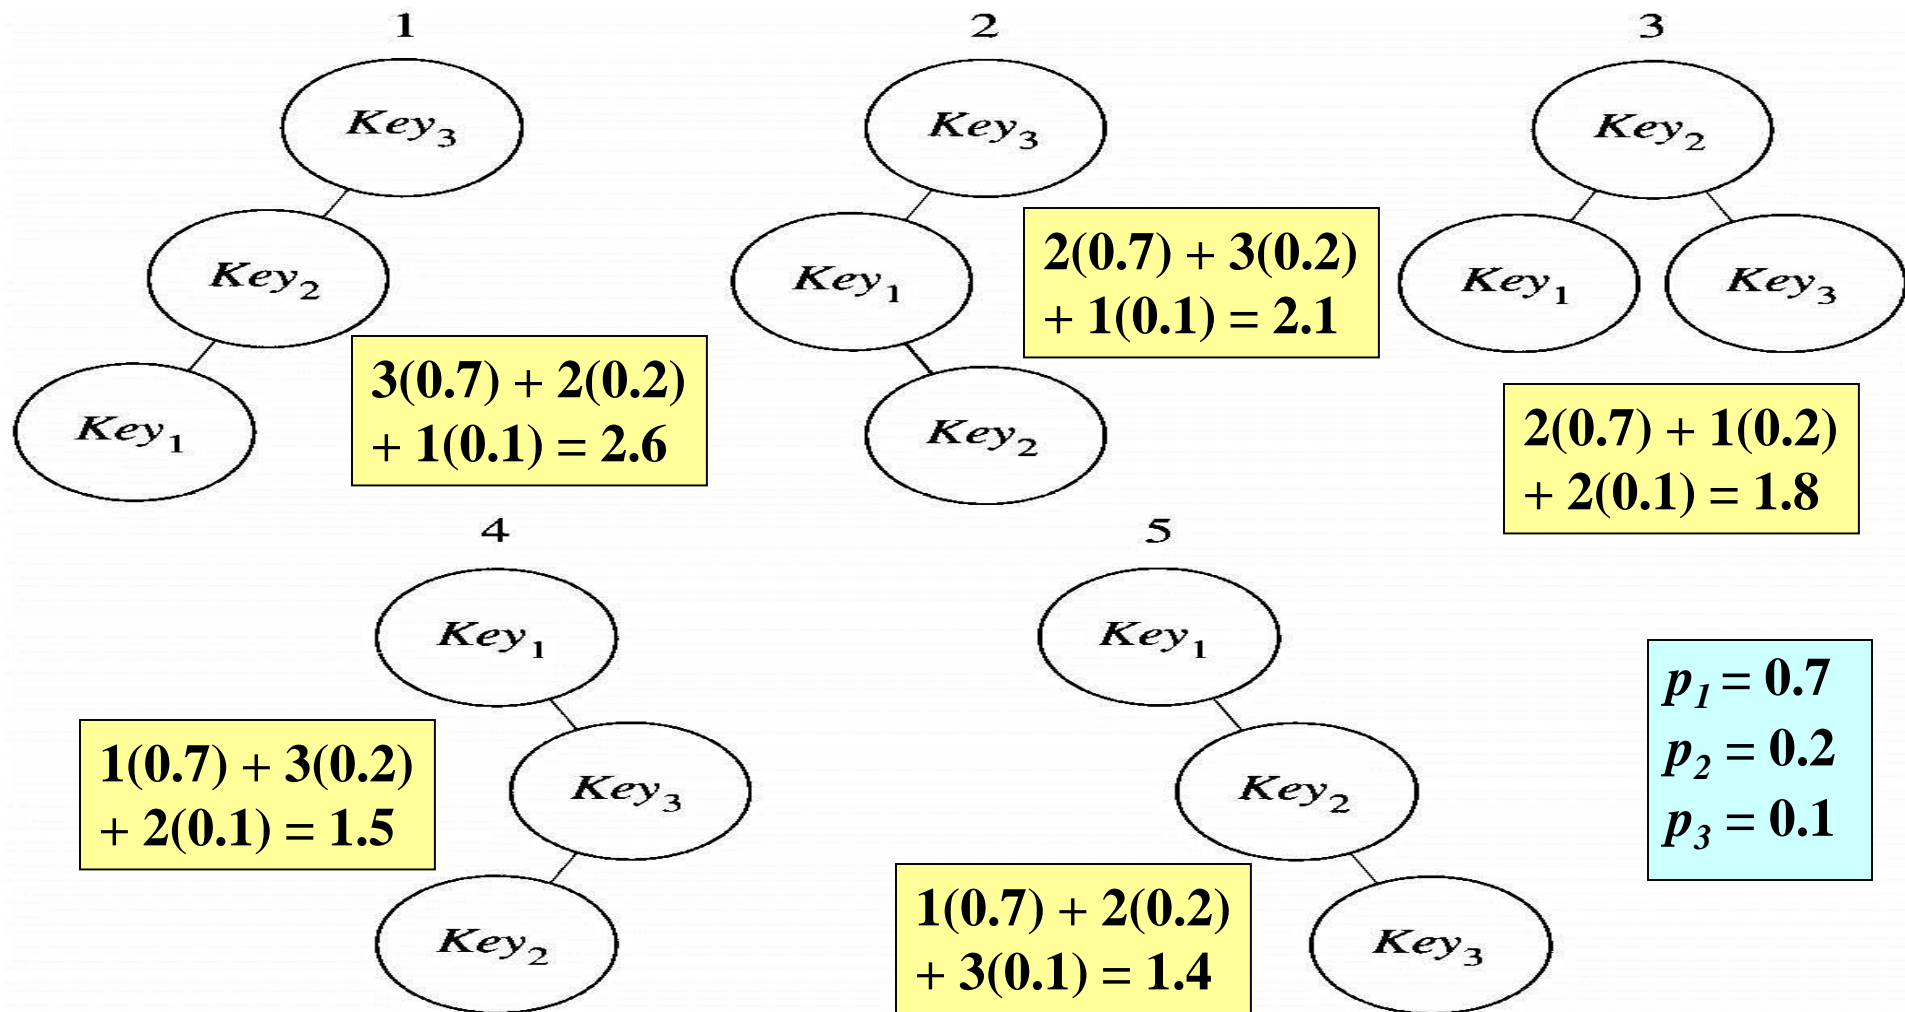 1
Key₃
Key₂
Key₁
3(0.7) + 2(0.2)
+ 1(0.1) = 2.6
2
Key₃
Key₁
Key₂
2(0.7) + 3(0.2)
+ 1(0.1) = 2.1
3
Key₂
Key₁
Key₃
2(0.7) + 1(0.2)
+ 2(0.1) = 1.8
4
Key₁
Key₃
Key₂
1(0.7) + 3(0.2)
+ 2(0.1) = 1.5
5
Key₁
Key₂
Key₃
1(0.7) + 2(0.2)
+ 3(0.1) = 1.4
p₁ = 0.7
p₂ = 0.2
p₃ = 0.1